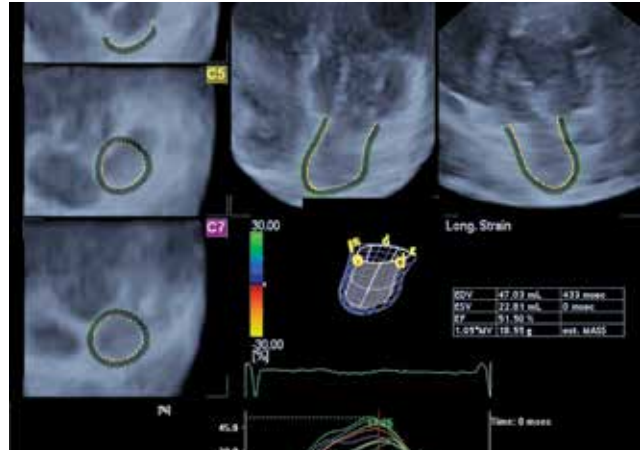 C5
C7
Long. Strain
30.00
d
d
-30.00
[%]
EDV 47.03 mL 433 msec
ESV 22.81 mL 0 msec
EF 51.50 %
1.05*MV 18.55 g est. MASS
[%]
Time: 0 msec
45.0